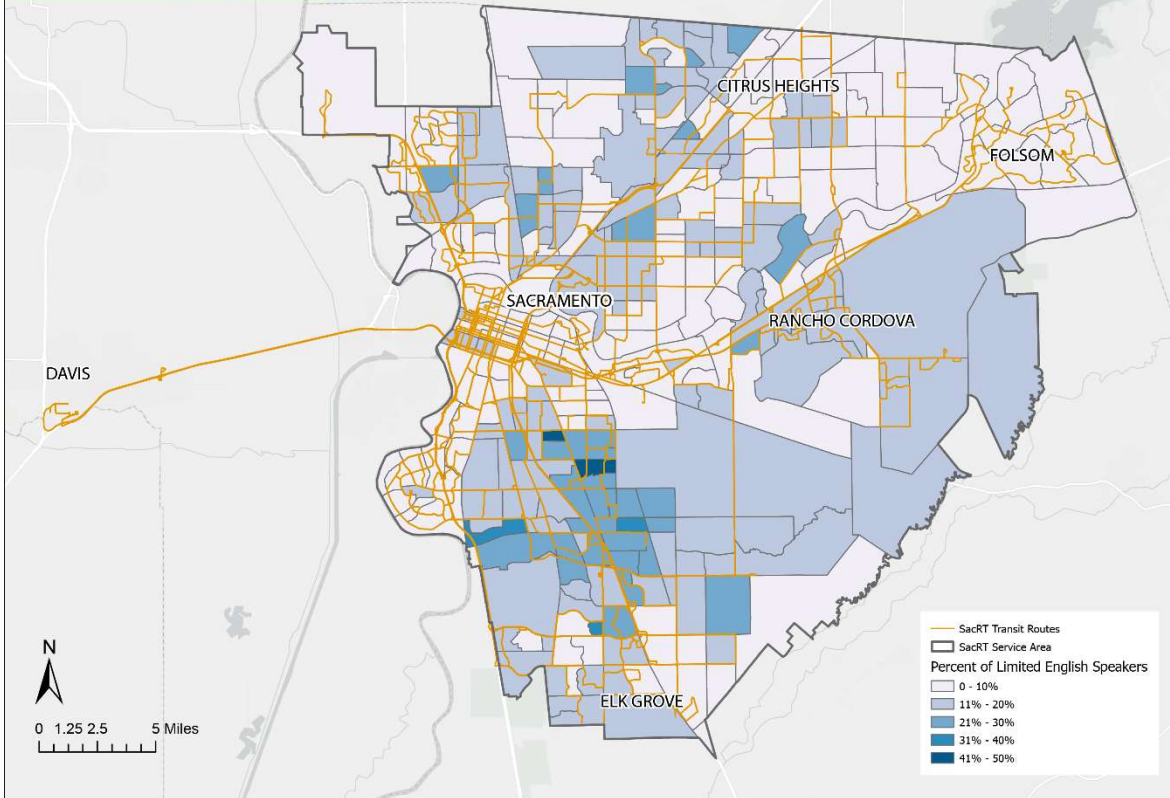 CITRUS HEIGHTS
FOLSOM
SACRAMENTO
RANCHO CORDOVA
DAVIS
ELK GROVE
N
0 1.25 2.5 5 Miles
SacRT Transit Routes
SacRT Service Area
Percent of Limited English Speakers
0 - 10%
11% - 20%
21% - 30%
31% - 40%
41% - 50%